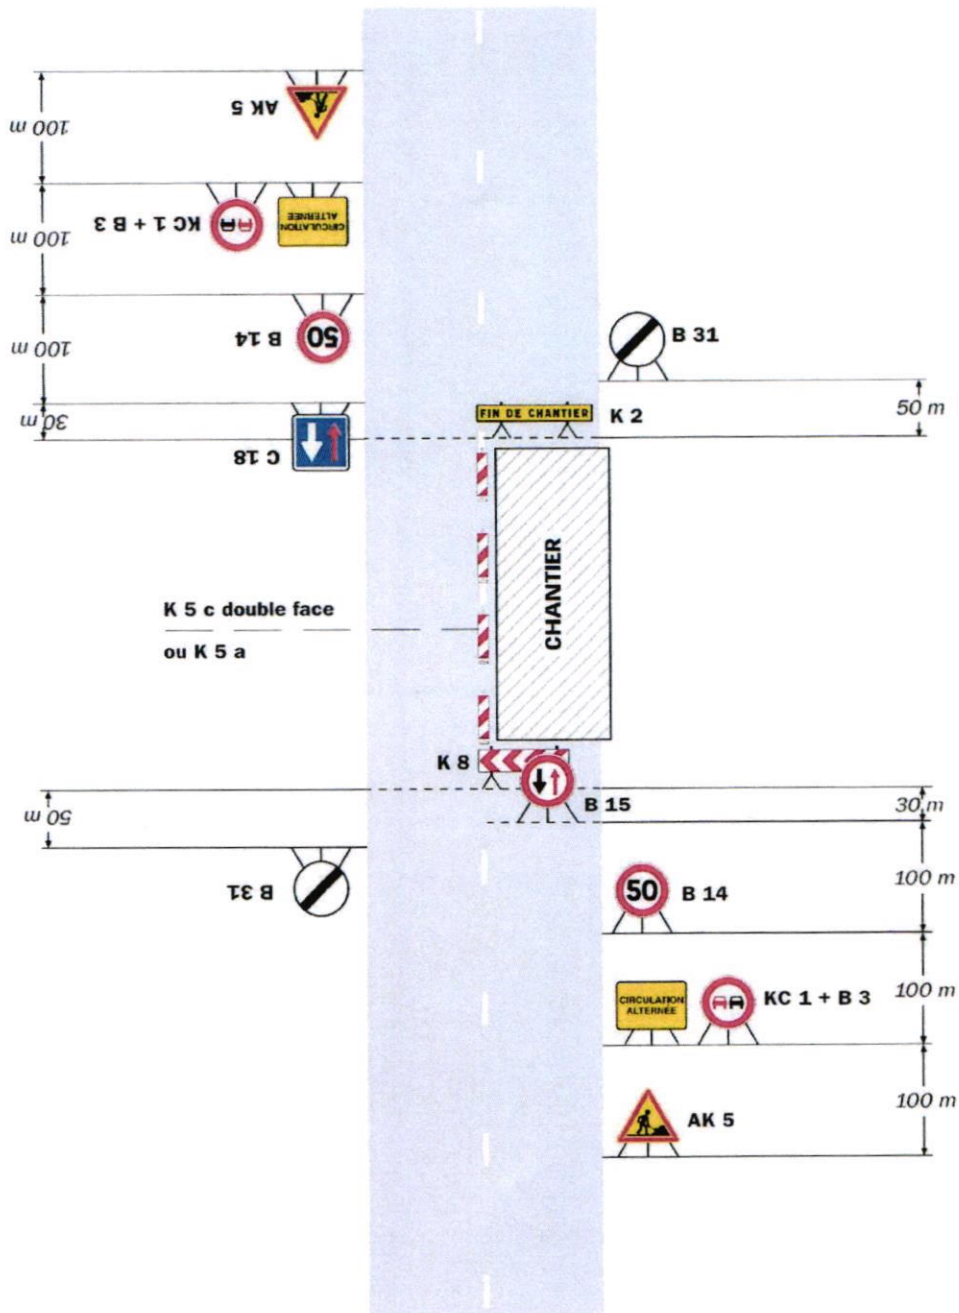 AK 5
100 m
KC 1 + B 3
CIRCULATION
ALTERNÉE
100 m
B 14
50
100 m
B 31
30 m
C 18
FIN DE CHANTIER
K 2
50 m
CHANTIER
K 5 c double face
ou K 5 a
K 8
B 15
30 m
50 m
B 31
50
B 14
100 m
CIRCULATION
ALTERNÉE
KC 1 + B 3
100 m
AK 5
100 m